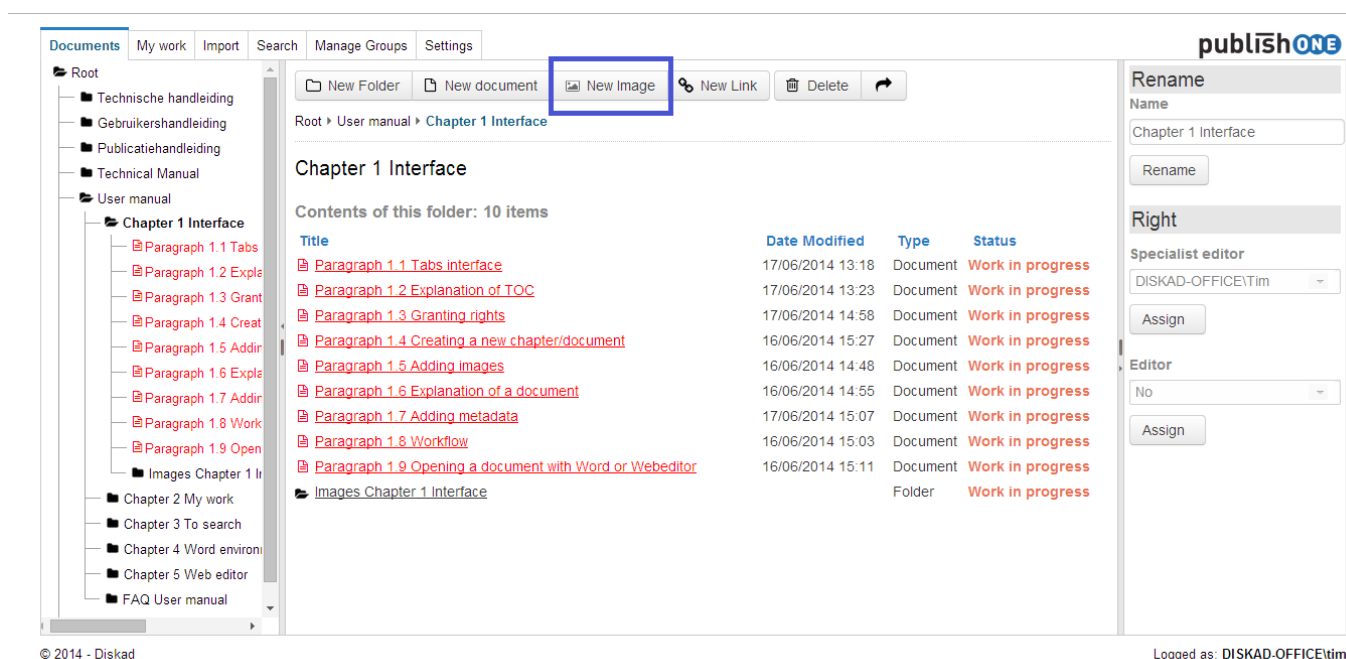 Documents My work Import Search Manage Groups Settings
publishONE
Root
Technische handleiding
Gebruikershandleiding
Publicatiehandleiding
Technical Manual
User manual
Chapter 1 Interface
Paragraph 1.1 Tabs
Paragraph 1.2 Expla
Paragraph 1.3 Grant
Paragraph 1.4 Creat
Paragraph 1.5 Addin
Paragraph 1.6 Expla
Paragraph 1.7 Addin
Paragraph 1.8 Work
Paragraph 1.9 Open
Images Chapter 1 In
Chapter 2 My work
Chapter 3 To search
Chapter 4 Word environ
Chapter 5 Web editor
FAQ User manual
New Folder New document New Image New Link Delete
Root User manual Chapter 1 Interface
Chapter 1 Interface
Contents of this folder: 10 items
Title Date Modified Type Status
Paragraph 1.1 Tabs interface 17/06/2014 13:18 Document Work in progress
Paragraph 1.2 Explanation of TOC 17/06/2014 13:23 Document Work in progress
Paragraph 1.3 Granting rights 17/06/2014 14:58 Document Work in progress
Paragraph 1.4 Creating a new chapter/document 16/06/2014 15:27 Document Work in progress
Paragraph 1.5 Adding images 16/06/2014 14:48 Document Work in progress
Paragraph 1.6 Explanation of a document 16/06/2014 14:55 Document Work in progress
Paragraph 1.7 Adding metadata 17/06/2014 15:07 Document Work in progress
Paragraph 1.8 Workflow 16/06/2014 15:03 Document Work in progress
Paragraph 1.9 Opening a document with Word or Webeditor 16/06/2014 15:11 Document Work in progress
Images Chapter 1 Interface Folder Work in progress
Rename
Name
Chapter 1 Interface
Rename
Right
Specialist editor
DISKAD-OFFICE\Tim
Assign
Editor
No
Assign
© 2014 - Diskad
Logged as: DISKAD-OFFICE\tim